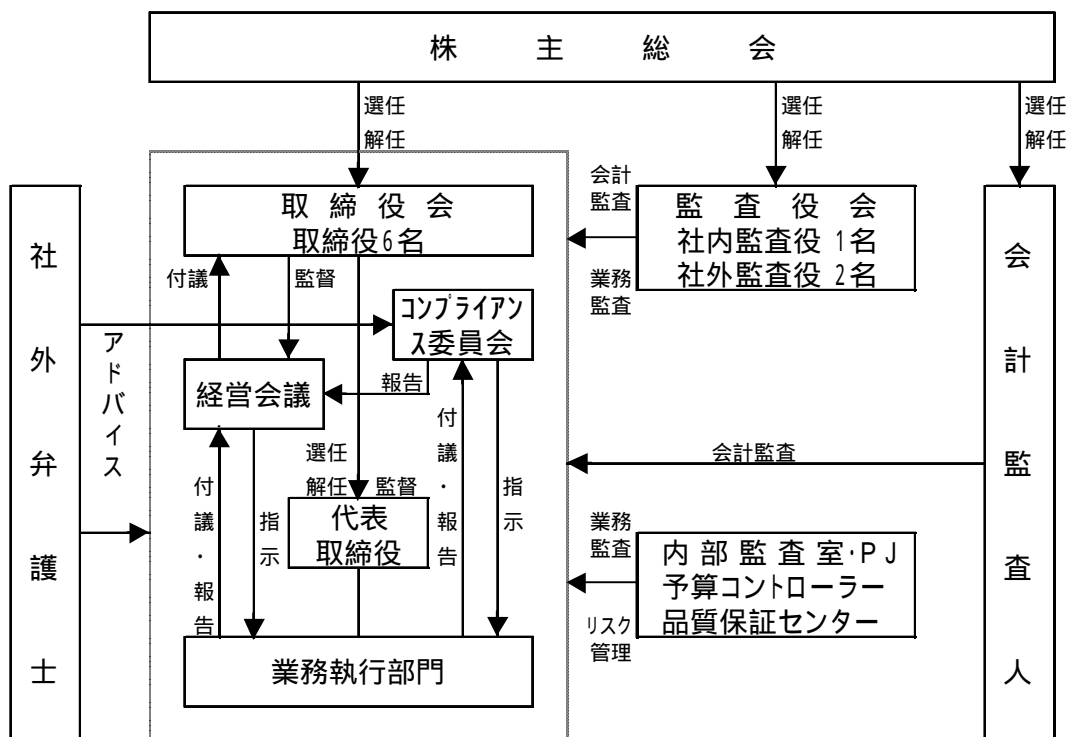 株主総会
選任
解任
選任
解任
選任
解任
取締役会
取締役6名
会計
監査
業務
監査
監査役会
社内監査役 1名
社外監査役 2名
社外弁護士
会計監査人
付議
監督
コンプライアン
ス委員会
アドバイス
経営会議
報告
付議・報告
指示
選任
解任
監督
付議・報告
指示
会計監査
代表
取締役
業務
監査
リスク
管理
内部監査室・PJ
予算コントローラー
品質保証センター
業務執行部門